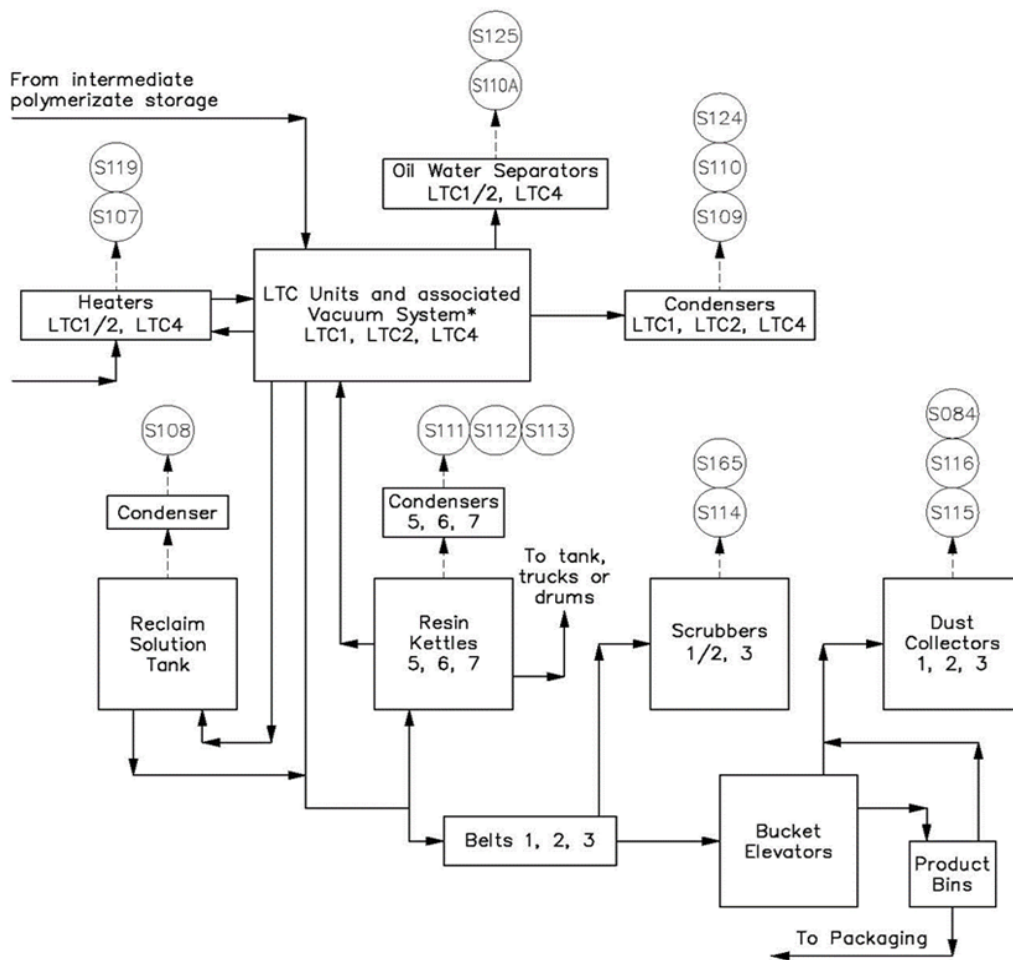 S125
From intermediate
polymerizate storage
S110A
S124
S119
Oil Water Separators
LTC1/2, LTC4
S110
S107
S109
Heaters
LTC1/2, LTC4
LTC Units and associated
Vacuum System*
LTC1, LTC2, LTC4
Condensers
LTC1, LTC2, LTC4
S108
S111
S112
S113
S084
S165
S116
Condenser
Condensers
5, 6, 7
S114
S115
To tank,
trucks or
drums
Reclaim
Solution
Tank
Resin
Kettles
5, 6, 7
Scrubbers
1/2, 3
Dust
Collectors
1, 2, 3
Belts 1, 2, 3
Bucket
Elevators
Product
Bins
To Packaging